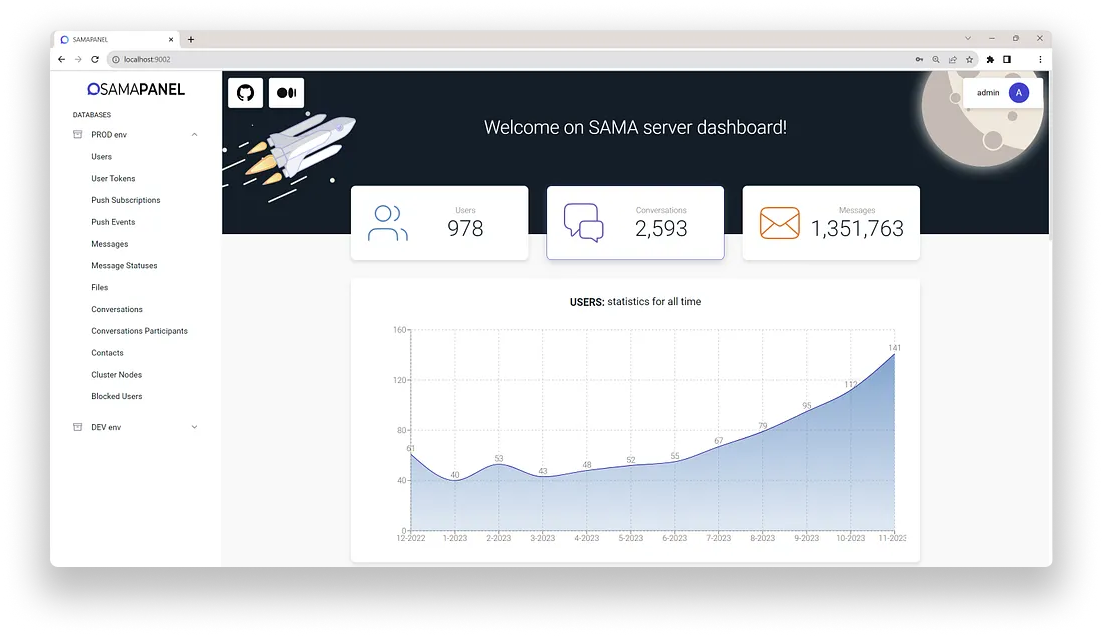 SAMAPANEL
localhost:9002
SAMAPANEL
DATABASES
PROD env
Users
User Tokens
Push Subscriptions
Push Events
Messages
Message Statuses
Files
Conversations
Conversations Participants
Contacts
Cluster Nodes
Blocked Users
DEV env
admin
A
Welcome on SAMA server dashboard!
Users
978
Conversations
2,593
Messages
1,351,763
USERS: statistics for all time
160
120
80
40
0
61
40
53
43
48
52
55
67
79
95
112
141
12-2022
1-2023
2-2023
3-2023
4-2023
5-2023
6-2023
7-2023
8-2023
9-2023
10-2023
11-2023